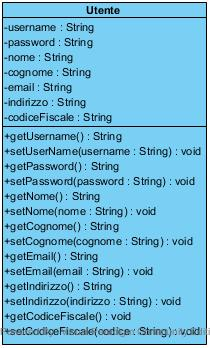 Utente
-username : String
-password : String
-nome : String
-cognome : String
-email : String
-indirizzo : String
-codiceFiscale : String
+getUsername() : String
+setUserName(username : String) : void
+getPassword() : String
+setPassword(password : String) : void
+getNome() : String
+setNome(nome : String) : void
+getCognome() : String
+setCognome(cognome : String) : void
+getEmail() : String
+setEmail(email : String) : void
+getIndirizzo() : String
+setIndirizzo(indirizzo : String) : void
+getCodiceFiscale() : String
+setCodiceFiscale(codice : String) : void